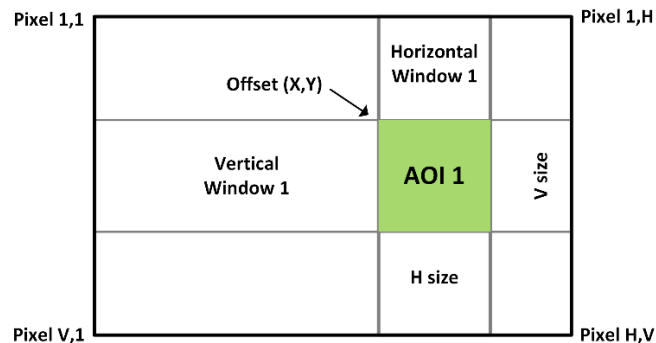 Pixel 1,1
Pixel 1,H
Horizontal
Window 1
Offset (X,Y)
Vertical
Window 1
AOI 1
V size
H size
Pixel V,1
Pixel H,V